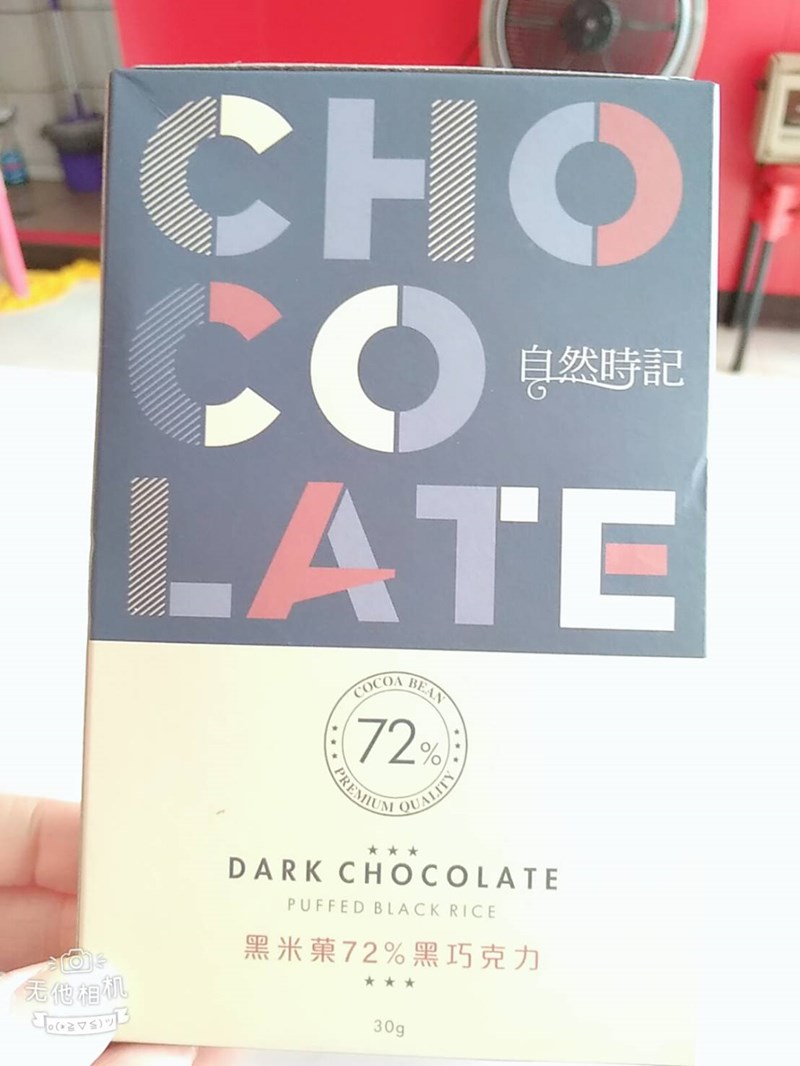 CHO
CO
自然時記
LATE
COCOA BEAN
72%
PREMIUM QUALITY
DARK CHOCOLATE
PUFFED BLACK RICE
黑米菓72%黑巧克力
30g
无他相机